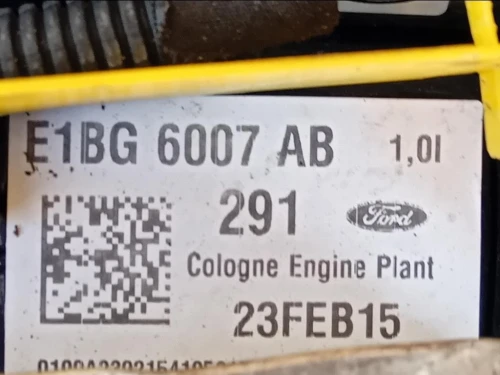 E1BG 6007 AB 1,0l
291 Ford
Cologne Engine Plant
23FEB15